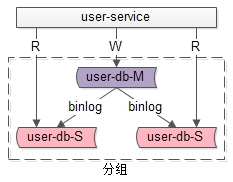 user-service
R W R
user-db-M
binlog binlog
user-db-S user-db-S
分组